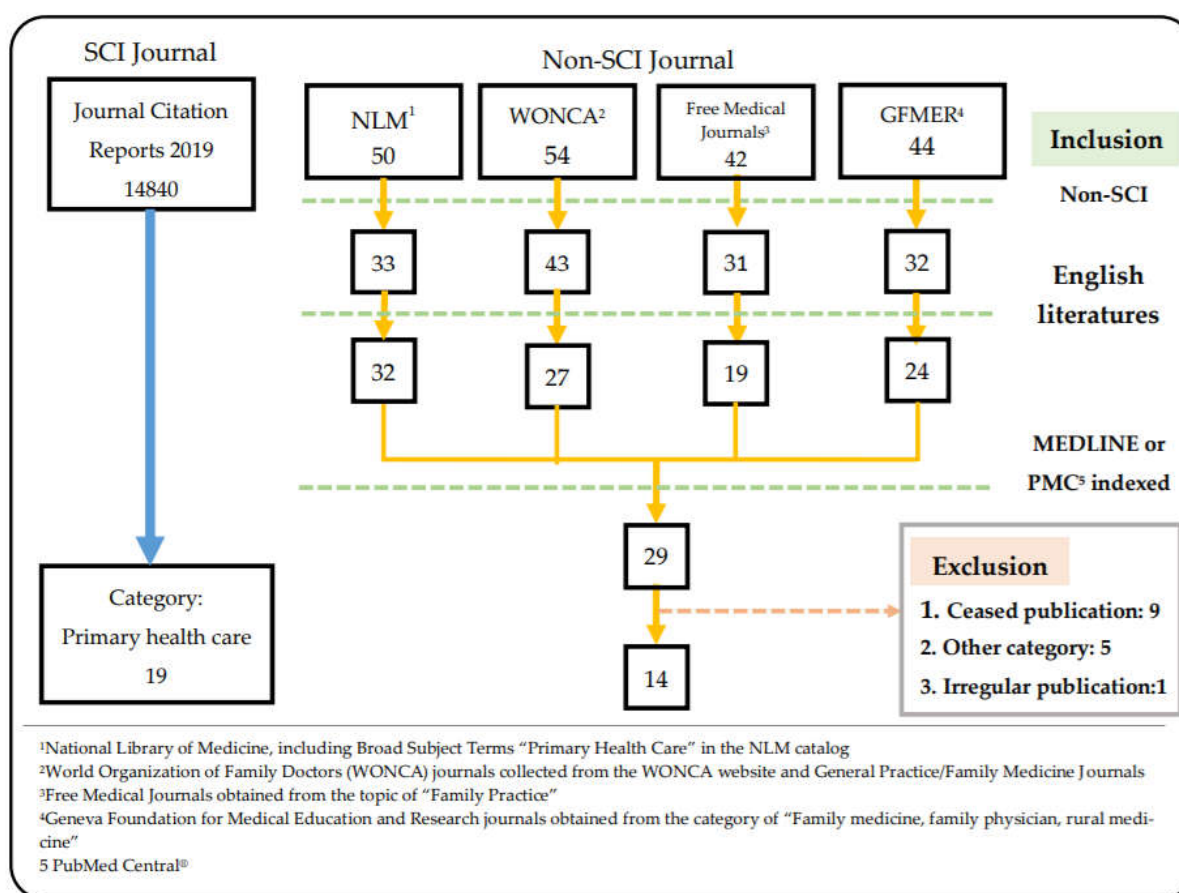 SCI Journal
Journal Citation
Reports 2019
14840
Category:
Primary health care
19
Non-SCI Journal
NLM¹
50
WONCA²
54
Free Medical
Journals³
42
GFMER⁴
44
Inclusion
Non-SCI
33
43
31
32
English
literatures
32
27
19
24
MEDLINE or
PMC⁵ indexed
29
14
Exclusion
1. Ceased publication: 9
2. Other category: 5
3. Irregular publication:1
¹National Library of Medicine, including Broad Subject Terms “Primary Health Care” in the NLM catalog
²World Organization of Family Doctors (WONCA) journals collected from the WONCA website and General Practice/Family Medicine Journals
³Free Medical Journals obtained from the topic of “Family Practice”
⁴Geneva Foundation for Medical Education and Research journals obtained from the category of “Family medicine, family physician, rural medi-
cine”
5 PubMed Central®